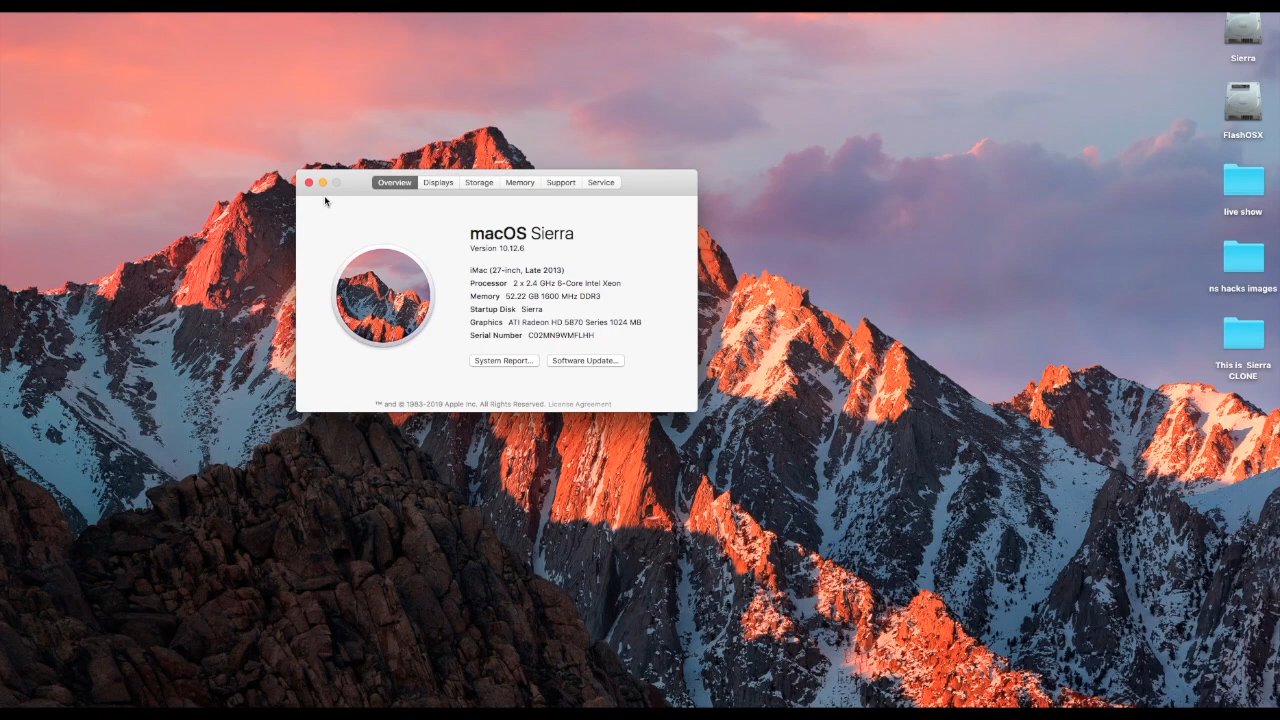 Overview Displays Storage Memory Support Service
macOS Sierra
Version 10.12.6
iMac (27-inch, Late 2013)
Processor 2 x 2.4 GHz 6-Core Intel Xeon
Memory 52.22 GB 1600 MHz DDR3
Startup Disk Sierra
Graphics ATI Radeon HD 5870 Series 1024 MB
Serial Number C02MN9WMFLHH
System Report... Software Update...
™ and © 1983-2019 Apple Inc. All Rights Reserved. License Agreement
Sierra
FlashOSX
live show
ns hacks images
This is Sierra
CLONE